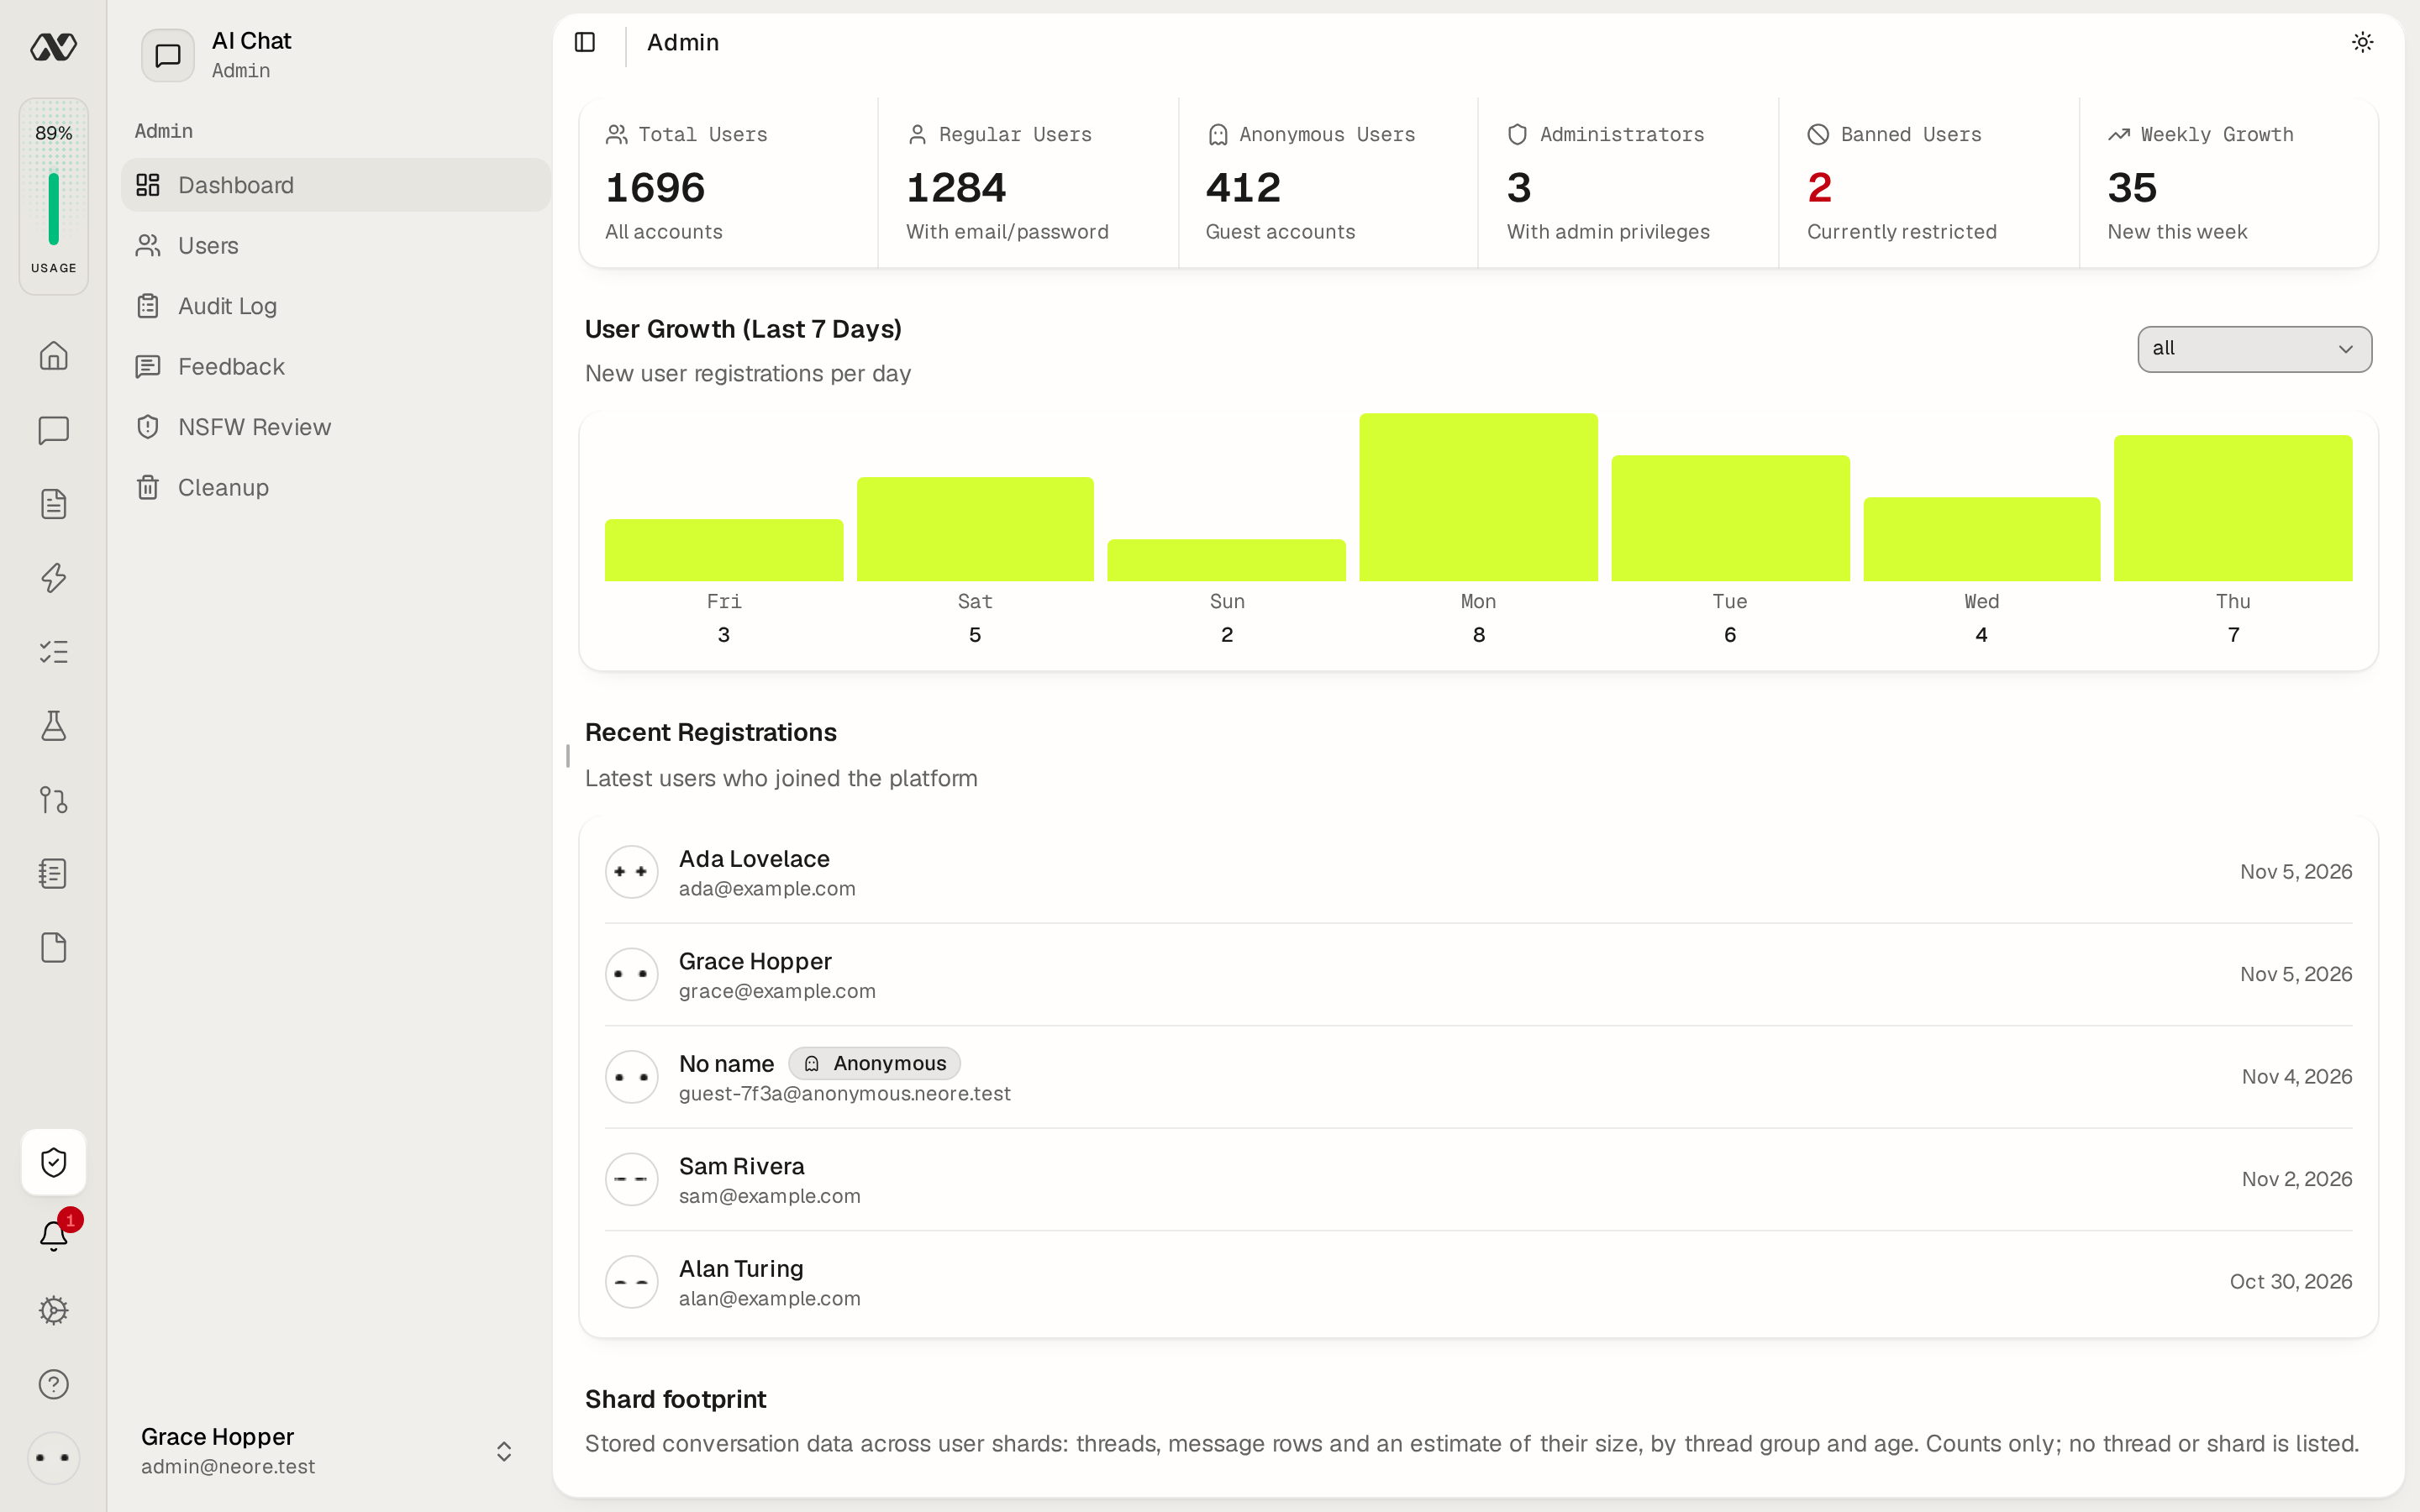 89%
USAGE
AI Chat
Admin
Admin
Dashboard
Users
Audit Log
Feedback
NSFW Review
Cleanup
1
Grace Hopper
admin@neore.test
Admin
Total Users
1696
All accounts
Regular Users
1284
With email/password
Anonymous Users
412
Guest accounts
Administrators
3
With admin privileges
Banned Users
2
Currently restricted
Weekly Growth
35
New this week
User Growth (Last 7 Days)
New user registrations per day
all
Fri
3
Sat
5
Sun
2
Mon
8
Tue
6
Wed
4
Thu
7
Recent Registrations
Latest users who joined the platform
Ada Lovelace
ada@example.com
Nov 5, 2026
Grace Hopper
grace@example.com
Nov 5, 2026
No name Anonymous
guest-7f3a@anonymous.neore.test
Nov 4, 2026
Sam Rivera
sam@example.com
Nov 2, 2026
Alan Turing
alan@example.com
Oct 30, 2026
Shard footprint
Stored conversation data across user shards: threads, message rows and an estimate of their size, by thread group and age. Counts only; no thread or shard is listed.